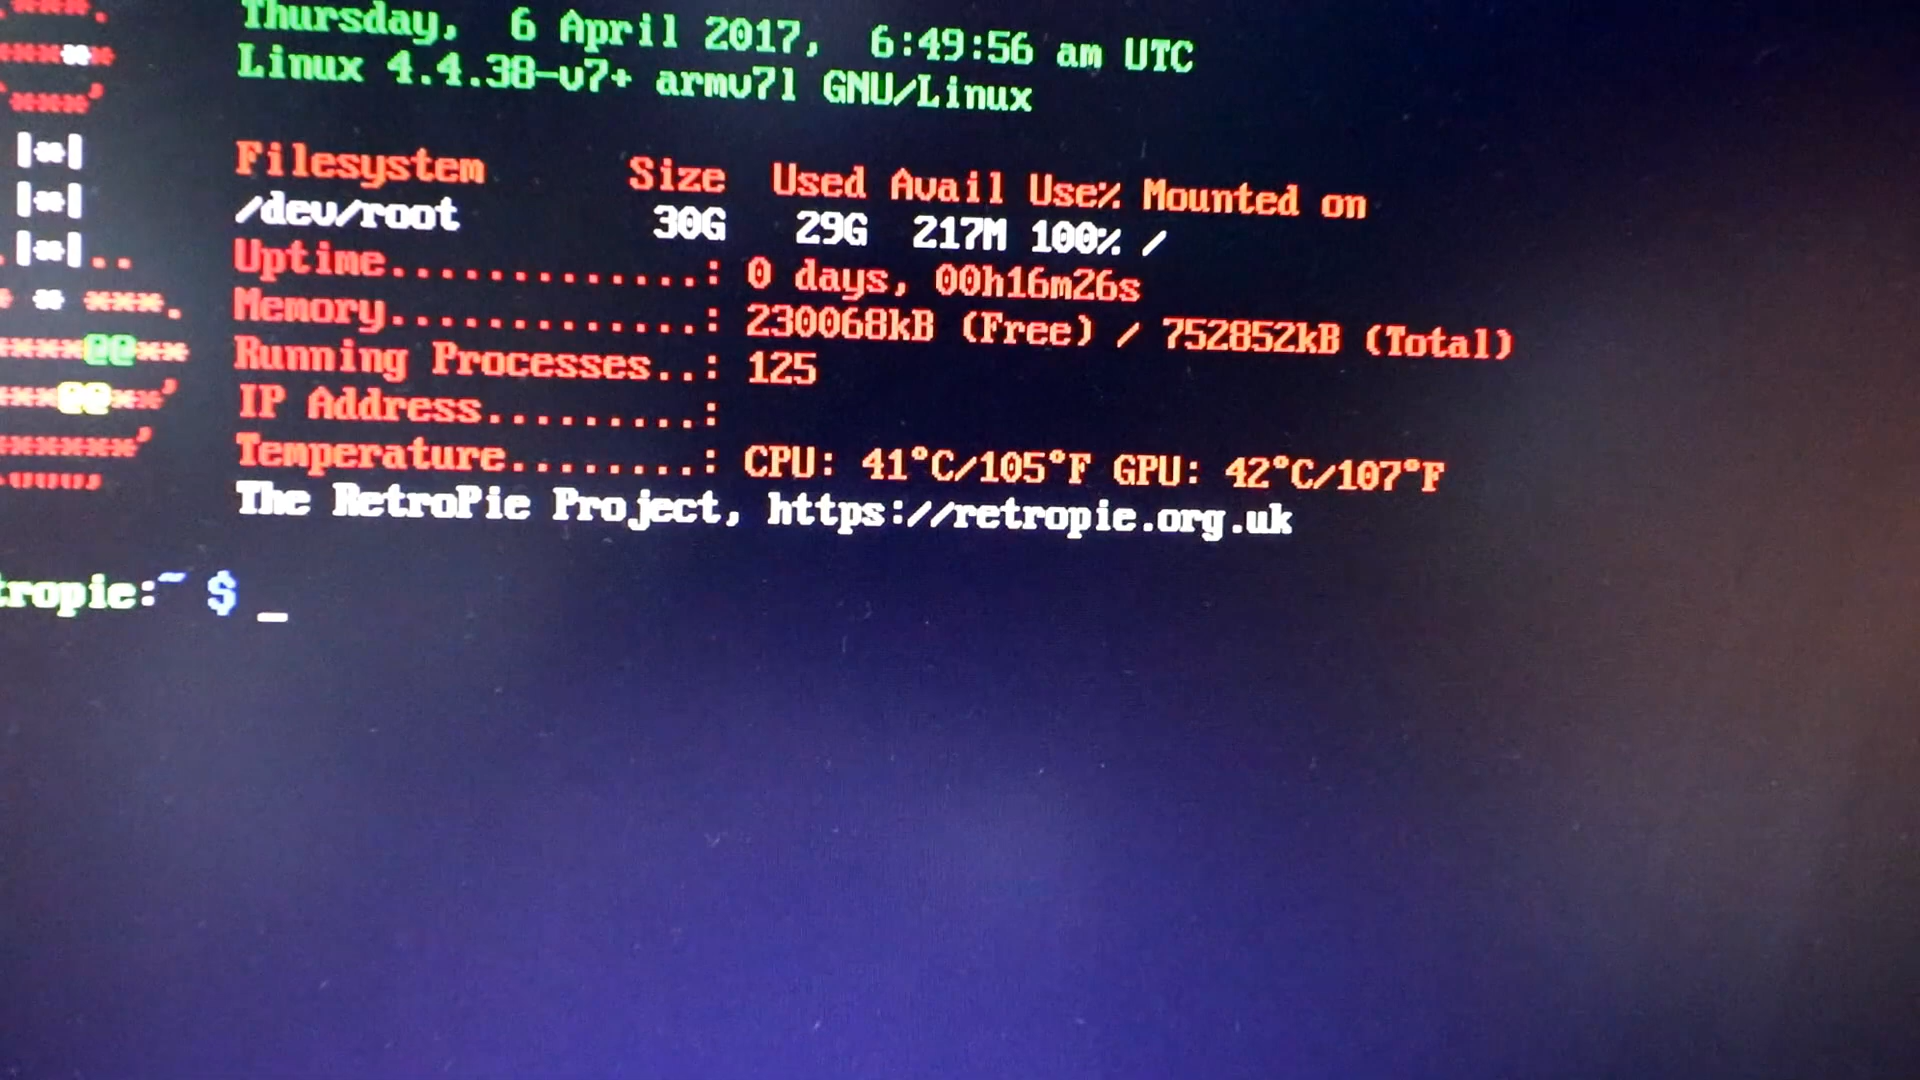 Thursday,  6 April 2017,  6:49:56 am UTC
Linux 4.4.38-v7+ armv7l GNU/Linux
Filesystem      Size  Used Avail Use% Mounted on
/dev/root        30G   29G  217M 100% /
Uptime.............: 0 days, 00h16m26s
Memory.............: 230068kB (Free) / 752852kB (Total)
Running Processes..: 125
IP Address.........:
Temperature........: CPU: 41°C/105°F GPU: 42°C/107°F
The RetroPie Project, https://retropie.org.uk
tropie:~ $ _